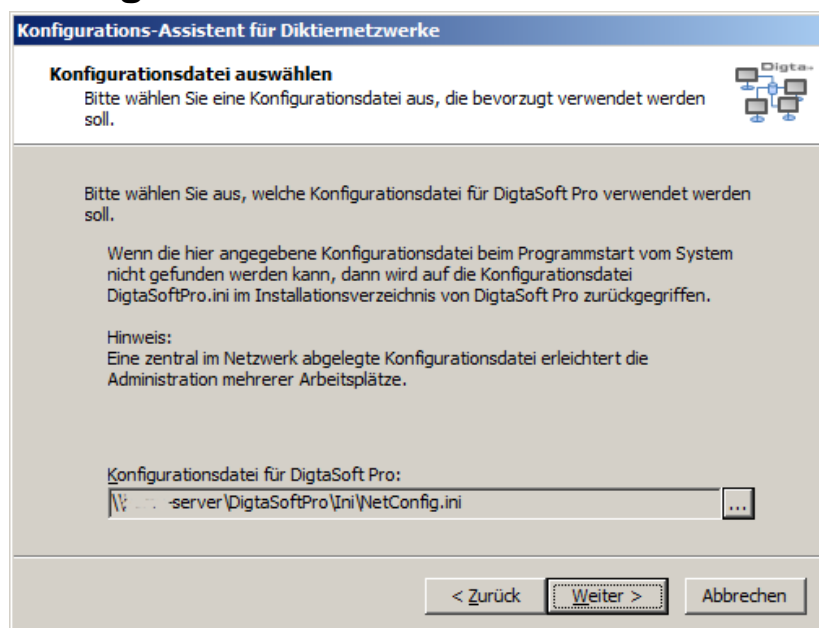 Konfigurations-Assistent für Diktiernetzwerke
Konfigurationsdatei auswählen
Digta
Bitte wählen Sie eine Konfigurationsdatei aus, die bevorzugt verwendet werden
soll.
Bitte wählen Sie aus, welche Konfigurationsdatei für DigtaSoft Pro verwendet werden
soll.
Wenn die hier angegebene Konfigurationsdatei beim Programmstart vom System
nicht gefunden werden kann, dann wird auf die Konfigurationsdatei
DigtaSoftPro.ini im Installationsverzeichnis von DigtaSoft Pro zurückgegriffen.
Hinweis:
Eine zentral im Netzwerk abgelegte Konfigurationsdatei erleichtert die
Administration mehrerer Arbeitsplätze.
Konfigurationsdatei für DigtaSoft Pro:
\\ -server\DigtaSoftPro\Ini\NetConfig.ini
...
< Zurück
Weiter >
Abbrechen